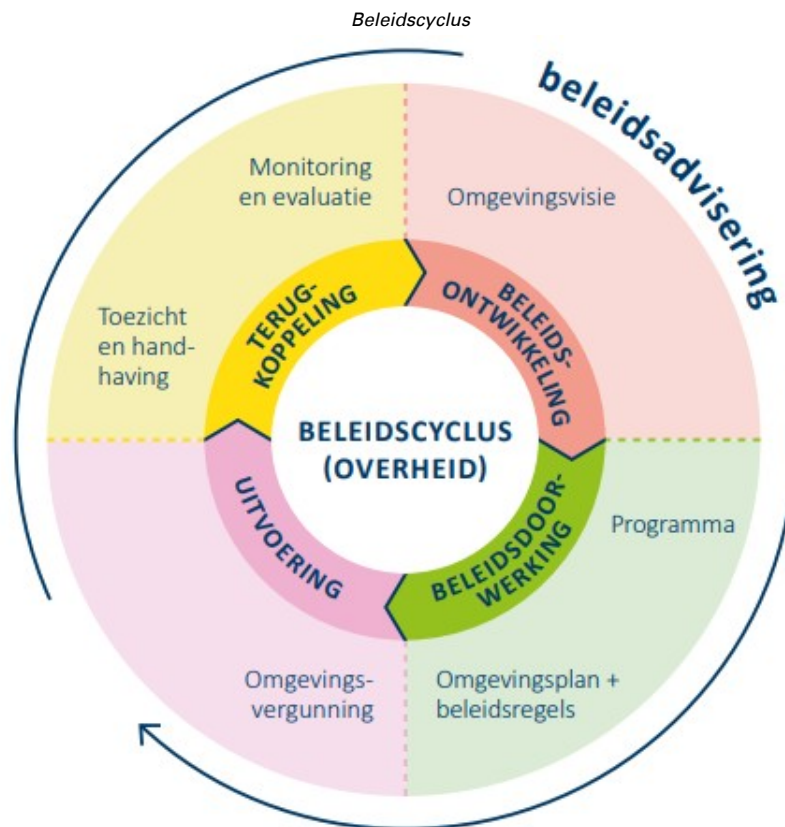 Beleidscyclus
beleidsadvisering
Monitoring
en evaluatie
Omgevingsvisie
TERUG-
KOPPELING
BELEIDS-
ONTWIKKELING
Toezicht
en hand-
having
BELEIDSCYCLUS
(OVERHEID)
UITVOERING
BELEIDSDOOR-
WERKING
Programma
Omgevings-
vergunning
Omgevingsplan +
beleidsregels